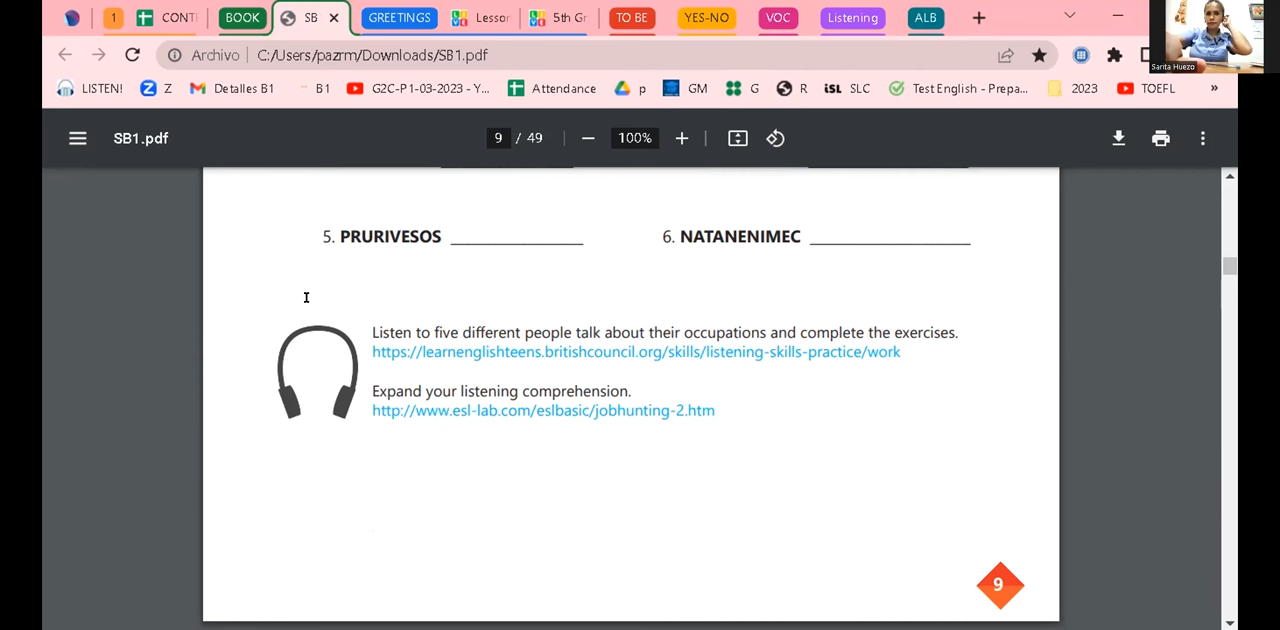 1 CONT BOOK SB GREETINGS Lesso 5th Gr TO BE YES-NO VOC Listening ALB
Archivo C:/Users/pazrm/Downloads/SB1.pdf
Santa Huezo
LISTEN! Z Detalles B1 B1 G2C-P1-03-2023 - Y... Attendance p GM G R iSL SLC Test English - Prepa... 2023 TOEFL »
SB1.pdf 9 / 49 100%
5. PRURIVESOS 6. NATANENIMEC
Listen to five different people talk about their occupations and complete the exercises.
https://learnenglishteens.britishcouncil.org/skills/listening-skills-practice/work
Expand your listening comprehension.
http://www.esl-lab.com/eslbasic/jobhunting-2.htm
9